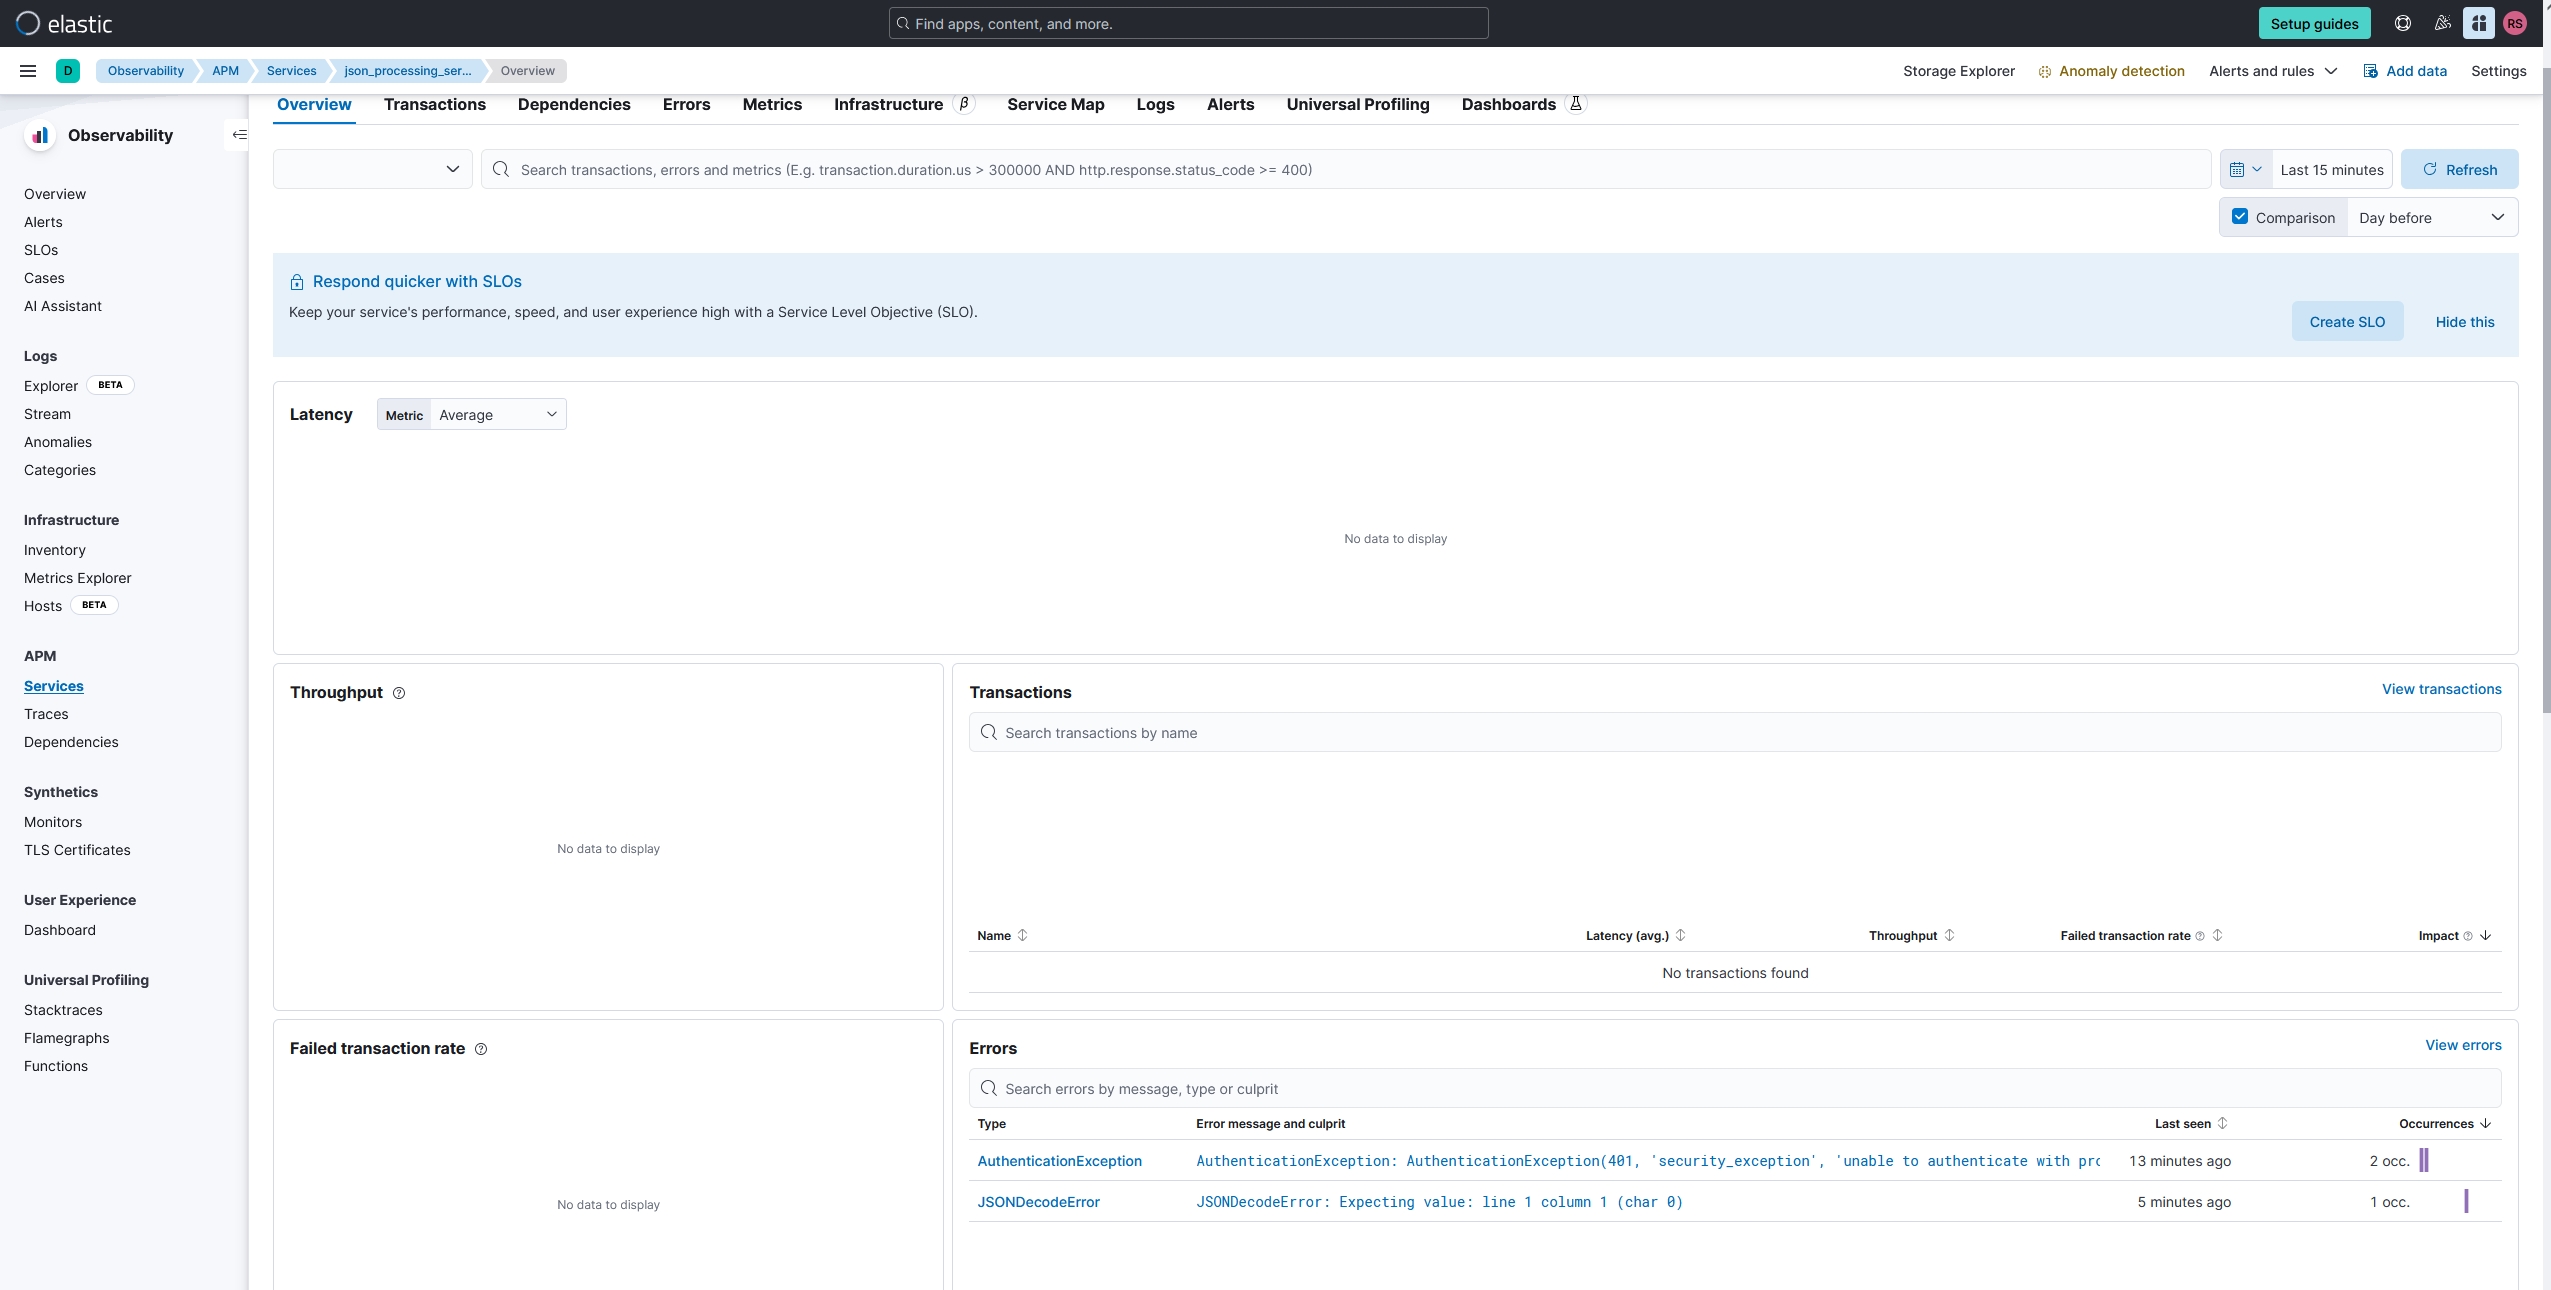 elastic
Find apps, content, and more.
Setup guides
RS
D
Observability
APM
Services
json_processing_ser...
Overview
Storage Explorer
Anomaly detection
Alerts and rules
Add data
Settings
Observability
Overview
Alerts
SLOs
Cases
AI Assistant
Logs
Explorer BETA
Stream
Anomalies
Categories
Infrastructure
Inventory
Metrics Explorer
Hosts BETA
APM
Services
Traces
Dependencies
Synthetics
Monitors
TLS Certificates
User Experience
Dashboard
Universal Profiling
Stacktraces
Flamegraphs
Functions
Overview
Transactions
Dependencies
Errors
Metrics
Infrastructure β
Service Map
Logs
Alerts
Universal Profiling
Dashboards
Search transactions, errors and metrics (E.g. transaction.duration.us > 300000 AND http.response.status_code >= 400)
Last 15 minutes
Refresh
Comparison
Day before
Respond quicker with SLOs
Keep your service's performance, speed, and user experience high with a Service Level Objective (SLO).
Create SLO
Hide this
Latency
Metric Average
No data to display
Throughput
No data to display
Transactions
View transactions
Search transactions by name
Name Latency (avg.) Throughput Failed transaction rate Impact
No transactions found
Failed transaction rate
No data to display
Errors
View errors
Search errors by message, type or culprit
Type Error message and culprit Last seen Occurrences
AuthenticationException AuthenticationException: AuthenticationException(401, 'security_exception', 'unable to authenticate with prc 13 minutes ago 2 occ.
JSONDecodeError JSONDecodeError: Expecting value: line 1 column 1 (char 0) 5 minutes ago 1 occ.